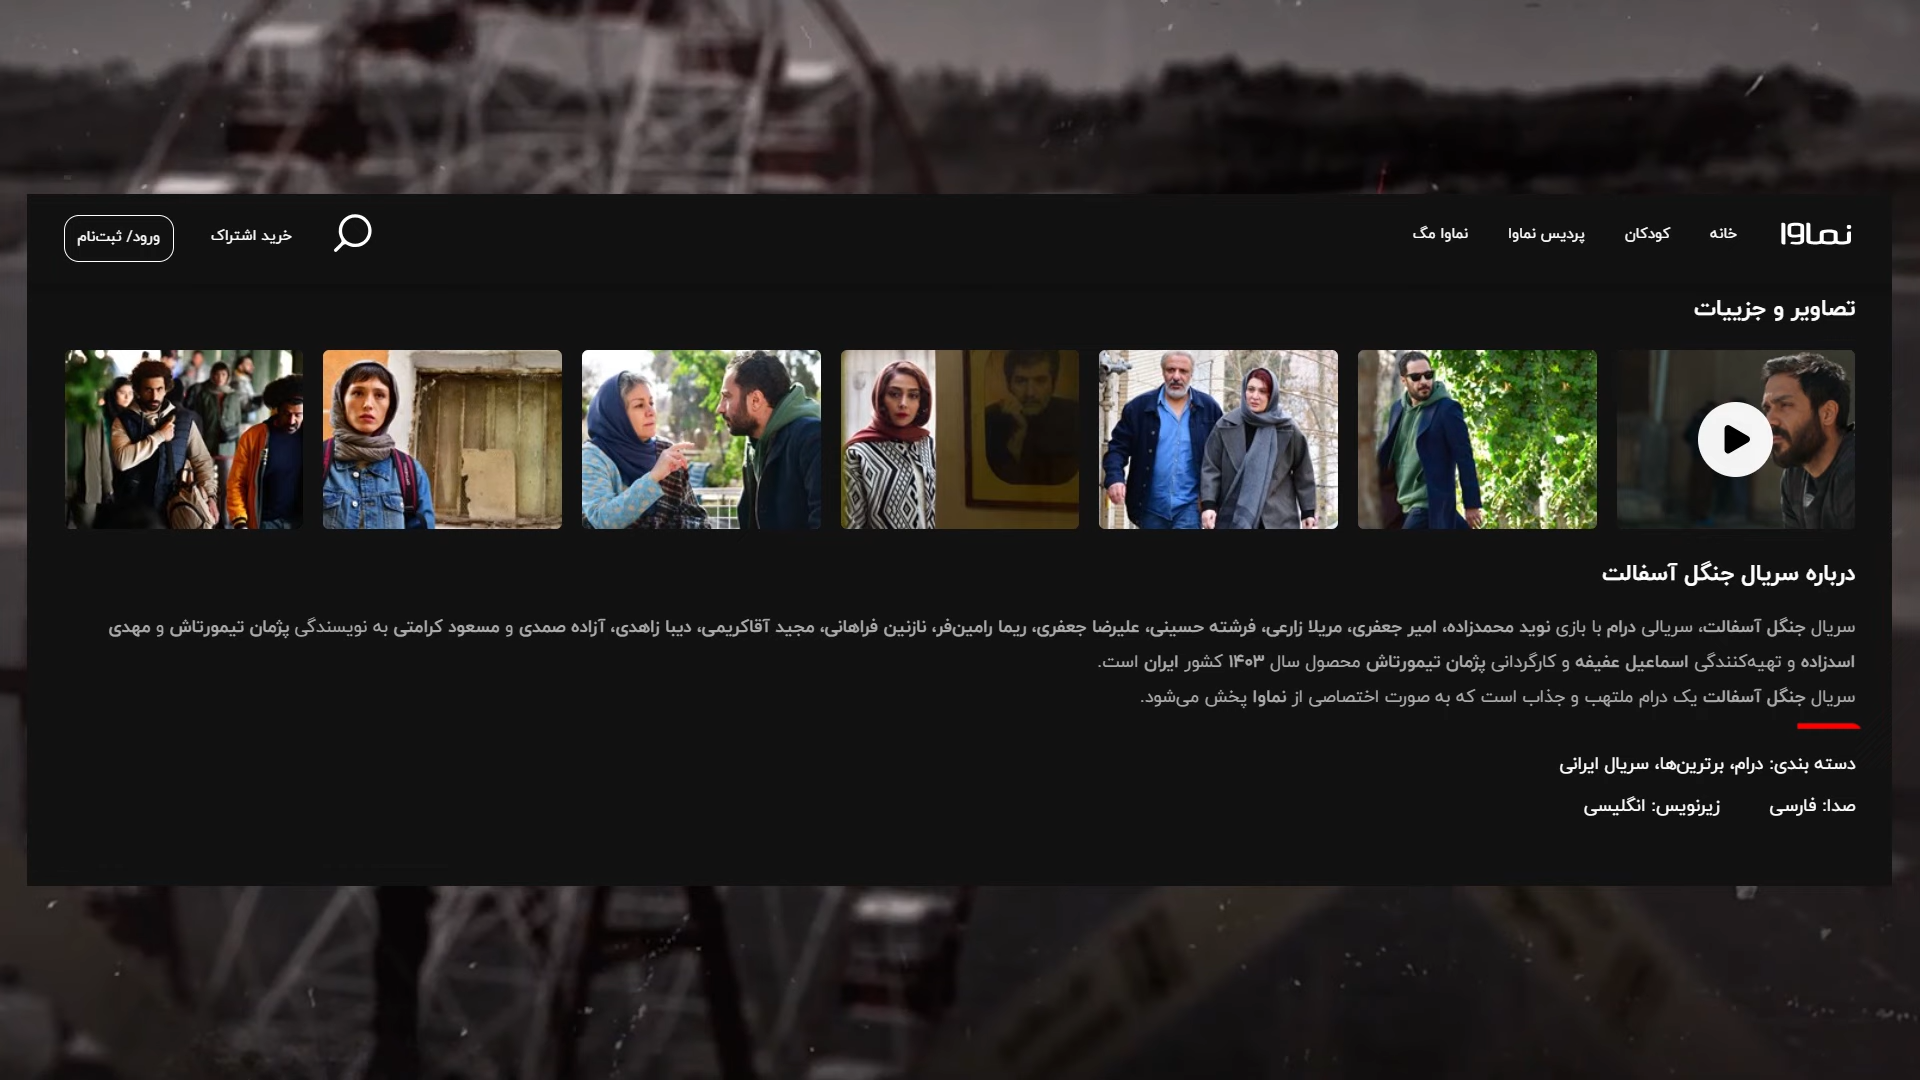 نماوا
خانه
کودکان
پردیس نماوا
نماوا مگ
خرید اشتراک
ورود/ ثبت‌نام
تصاویر و جزییات
درباره سریال جنگل آسفالت
سریال جنگل آسفالت، سریالی درام با بازی نوید محمدزاده، امیر جعفری، مریلا زارعی، فرشته حسینی، علیرضا جعفری، ریما رامین‌فر، نازنین فراهانی، مجید آقاکریمی، دیبا زاهدی، آزاده صمدی و مسعود کرامتی به نویسندگی پژمان تیمورتاش و مهدی
اسدزاده و تهیه‌کنندگی اسماعیل عفیفه و کارگردانی پژمان تیمورتاش محصول سال ۱۴۰۳ کشور ایران است.
سریال جنگل آسفالت یک درام ملتهب و جذاب است که به صورت اختصاصی از نماوا پخش می‌شود.
دسته بندی: درام، برترین‌ها، سریال ایرانی
صدا: فارسی
زیرنویس: انگلیسی